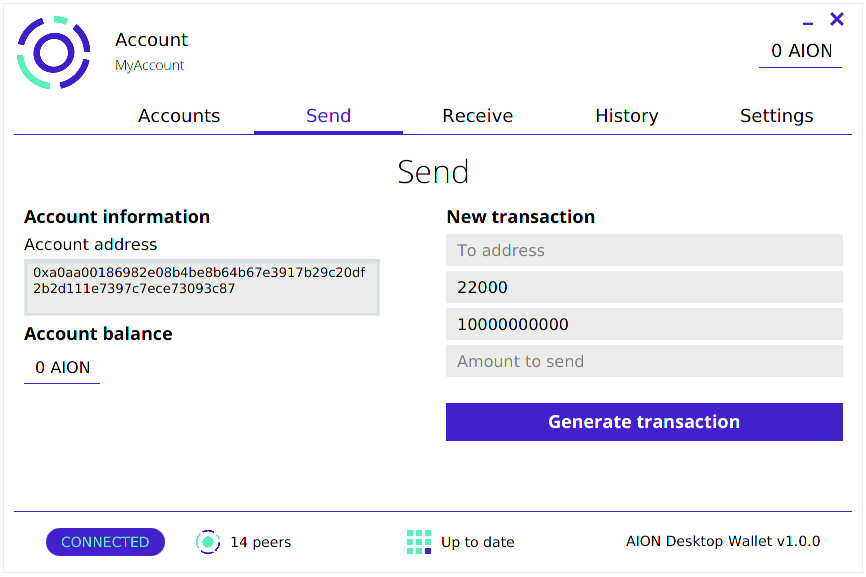 Account
MyAccount
0 AION
Accounts
Send
Receive
History
Settings
Send
Account information
Account address
0xa0aa00186982e08b4be8b64b67e3917b29c20df
2b2d111e7397c7ece73093c87
Account balance
0 AION
New transaction
To address
22000
10000000000
Amount to send
Generate transaction
CONNECTED
14 peers
Up to date
AION Desktop Wallet v1.0.0